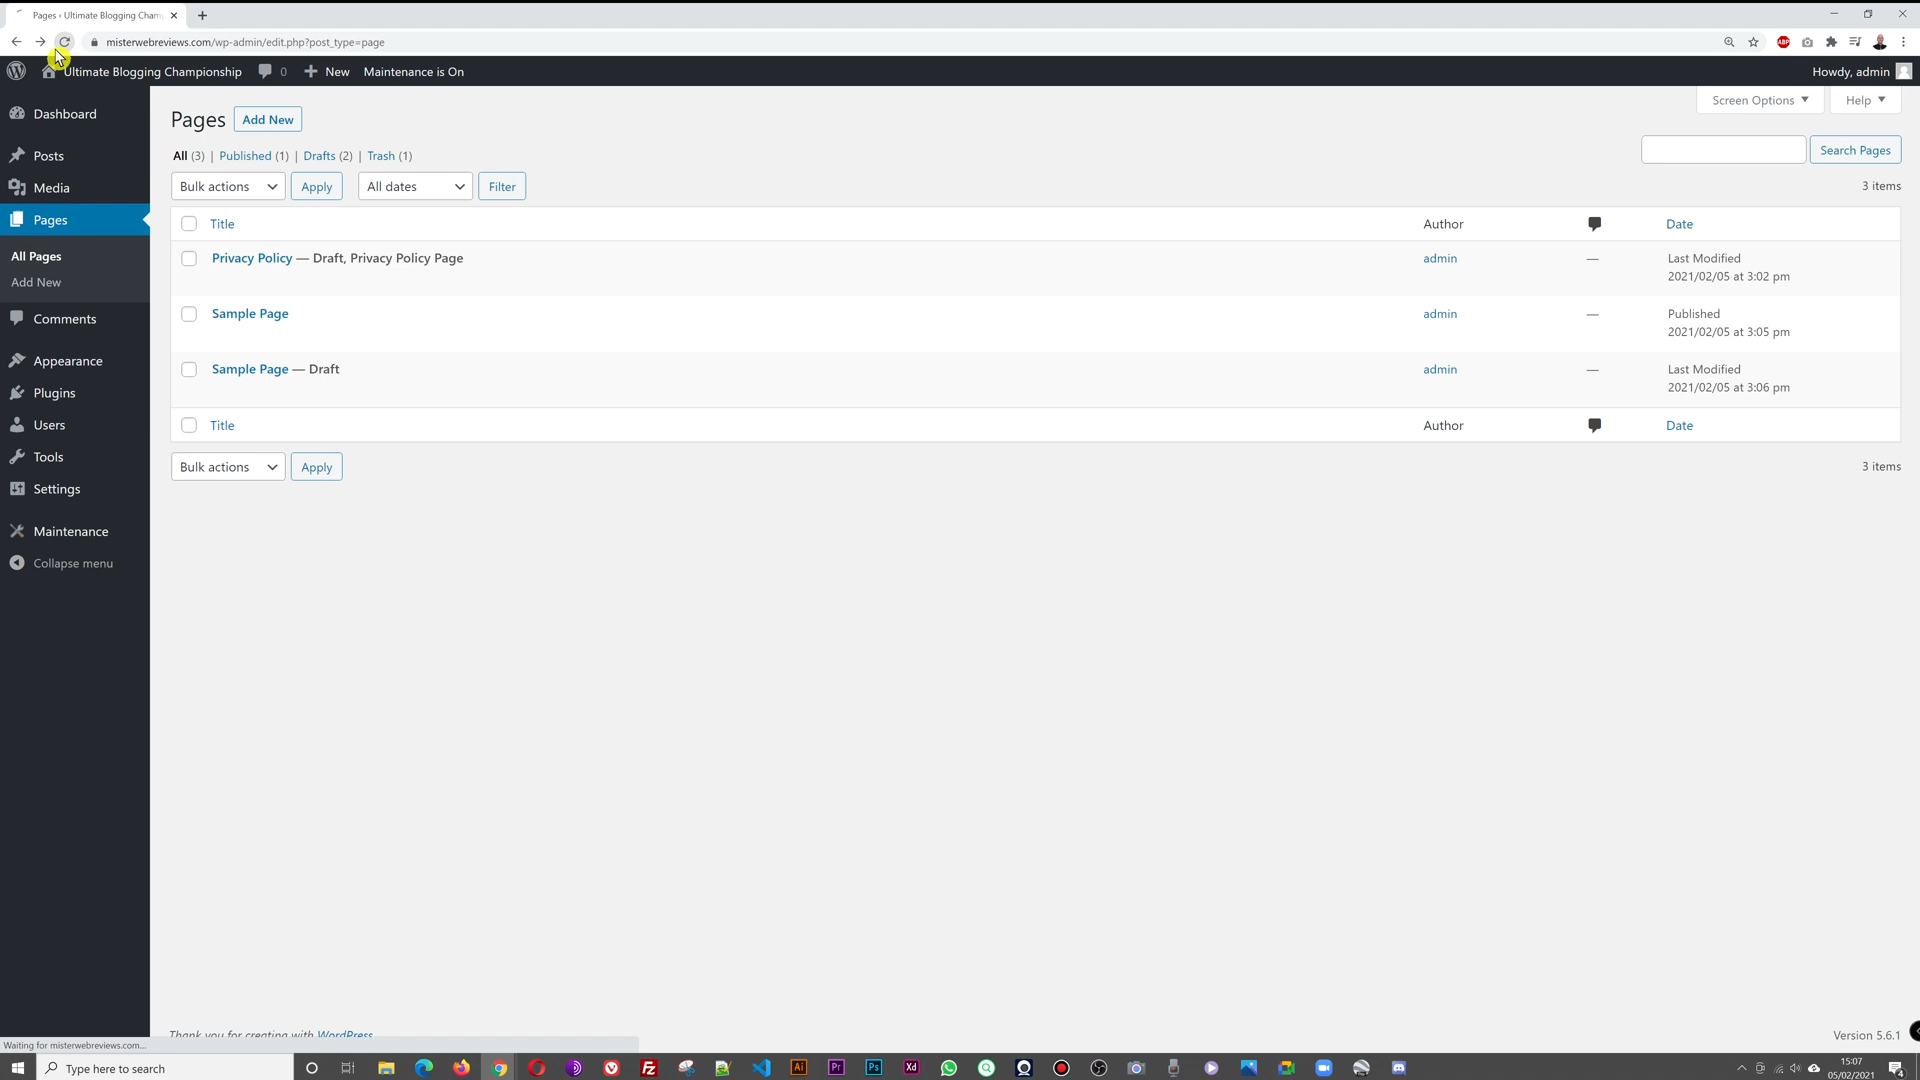 Pages ‹ Ultimate Blogging Cham
misterwebreviews.com/wp-admin/edit.php?post_type=page
ABP
Ultimate Blogging Championship 0 New Maintenance is On Howdy, admin
Screen Options Help
Dashboard
Posts
Media
Pages
All Pages
Add New
Comments
Appearance
Plugins
Users
Tools
Settings
Maintenance
Collapse menu
Pages Add New
All (3) | Published (1) | Drafts (2) | Trash (1)
Search Pages
Bulk actions Apply All dates Filter 3 items
Title Author Date
Privacy Policy — Draft, Privacy Policy Page admin — Last Modified
2021/02/05 at 3:02 pm
Sample Page admin — Published
2021/02/05 at 3:05 pm
Sample Page — Draft admin — Last Modified
2021/02/05 at 3:06 pm
Title Author Date
Bulk actions Apply 3 items
Thank you for creating with WordPress Version 5.6.1
Waiting for misterwebreviews.com...
Type here to search
Fz Ai Pr Ps Xd
15:07
05/02/2021
4